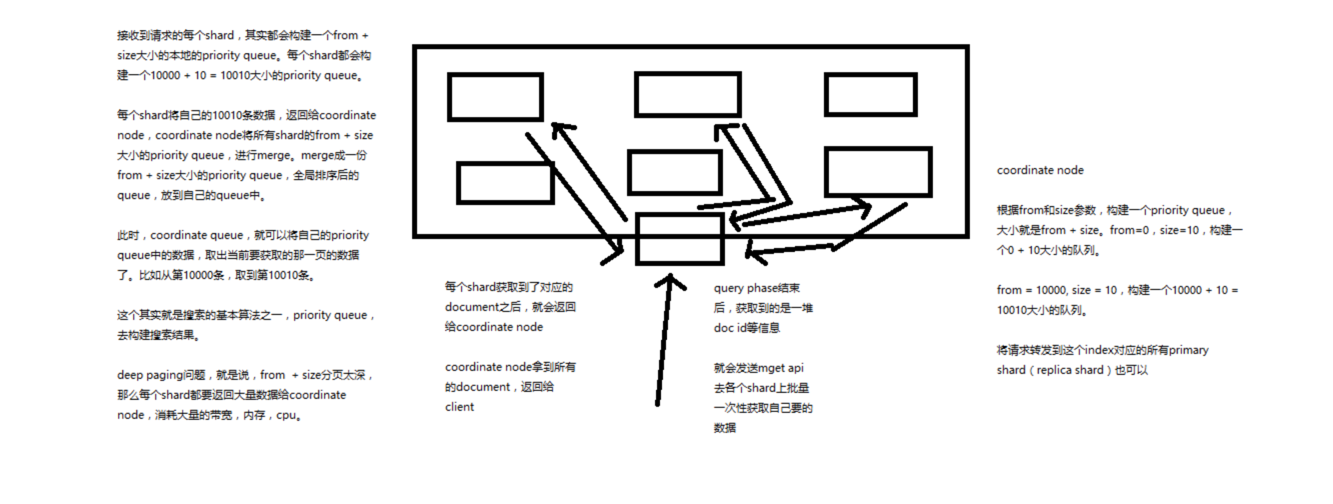 接收到请求的每个shard，其实都会构建一个from +
size大小的本地的priority queue。每个shard都会构
建一个10000 + 10 = 10010大小的priority queue。
每个shard将自己的10010条数据，返回给coordinate
node，coordinate node将所有shard的from + size
大小的priority queue，进行merge。merge成一份
from + size大小的priority queue，全局排序后的
queue，放到自己的queue中。
此时，coordinate queue，就可以将自己的priority
queue中的数据，取出当前要获取的那一页的数据
了。比如从第10000条，取到第10010条。
这个其实就是搜索的基本算法之一，priority queue，
去构建搜索结果。
deep paging问题，就是说，from + size分页太深，
那么每个shard都要返回大量数据给coordinate
node，消耗大量的带宽，内存，cpu。
每个shard获取到了对应的
document之后，就会返回
给coordinate node
coordinate node拿到所有
的document，返回给
client
query phase结束
后，获取到的是一堆
doc id等信息
就会发送mget api
去各个shard上批量
一次性获取自己要的
数据
coordinate node
根据from和size参数，构建一个priority queue，
大小就是from + size。from=0，size=10，构建一
个0 + 10大小的队列。
from = 10000, size = 10，构建一个10000 + 10 =
10010大小的队列。
将请求转发到这个index对应的所有primary
shard（replica shard）也可以